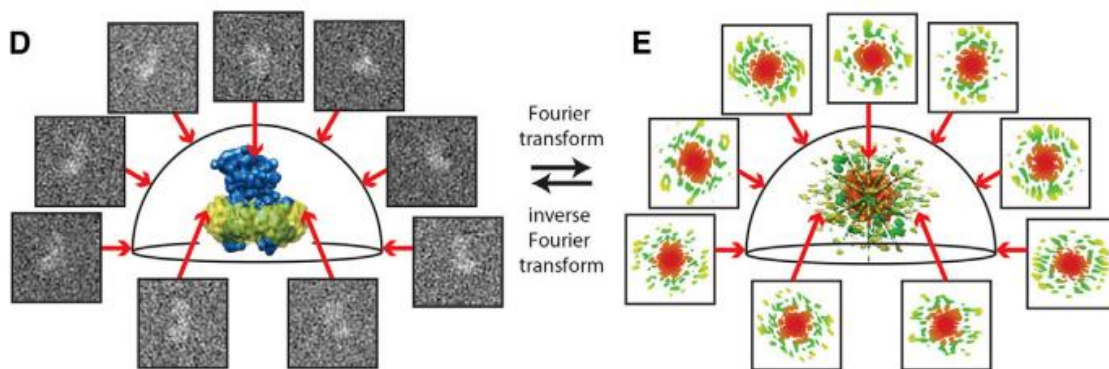 D
E
Fourier
transform
inverse
Fourier
transform